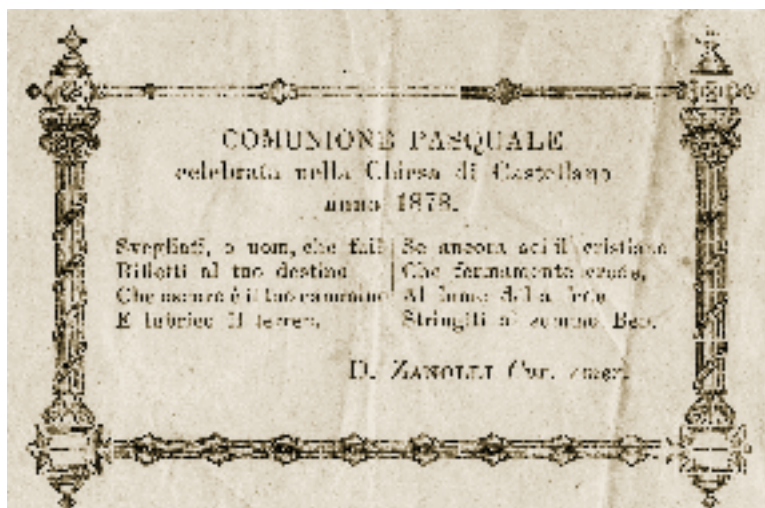 COMUNIONE PASQUALE
celebrata nella Chiesa di Castellano
anno 1878.
Svegliati, o uom, che fai?
Rifletti al tuo destino
Che oscuro è il tuo cammino
E lubrico il terren.
Se ancora sei il cristiano
Che fermamente crede,
Al lume della fede
Stringiti al sommo Ben.
D. ZANOLLI Cur.